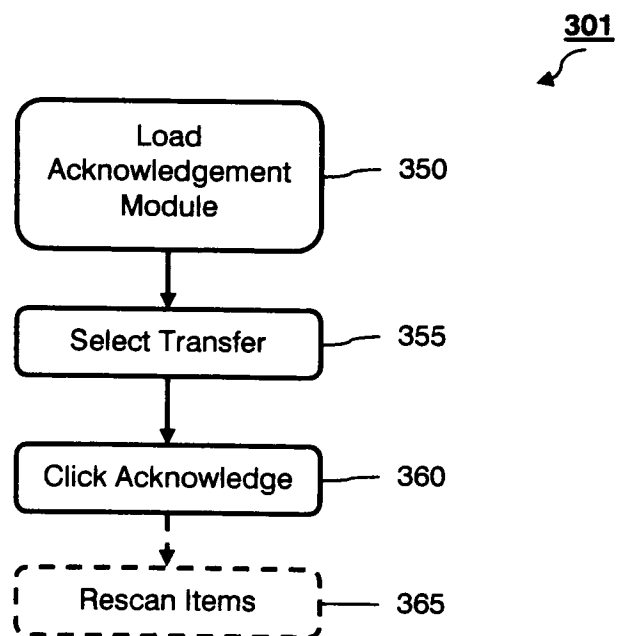 301
Load
Acknowledgement
Module
350
Select Transfer
355
Click Acknowledge
360
Rescan Items
365